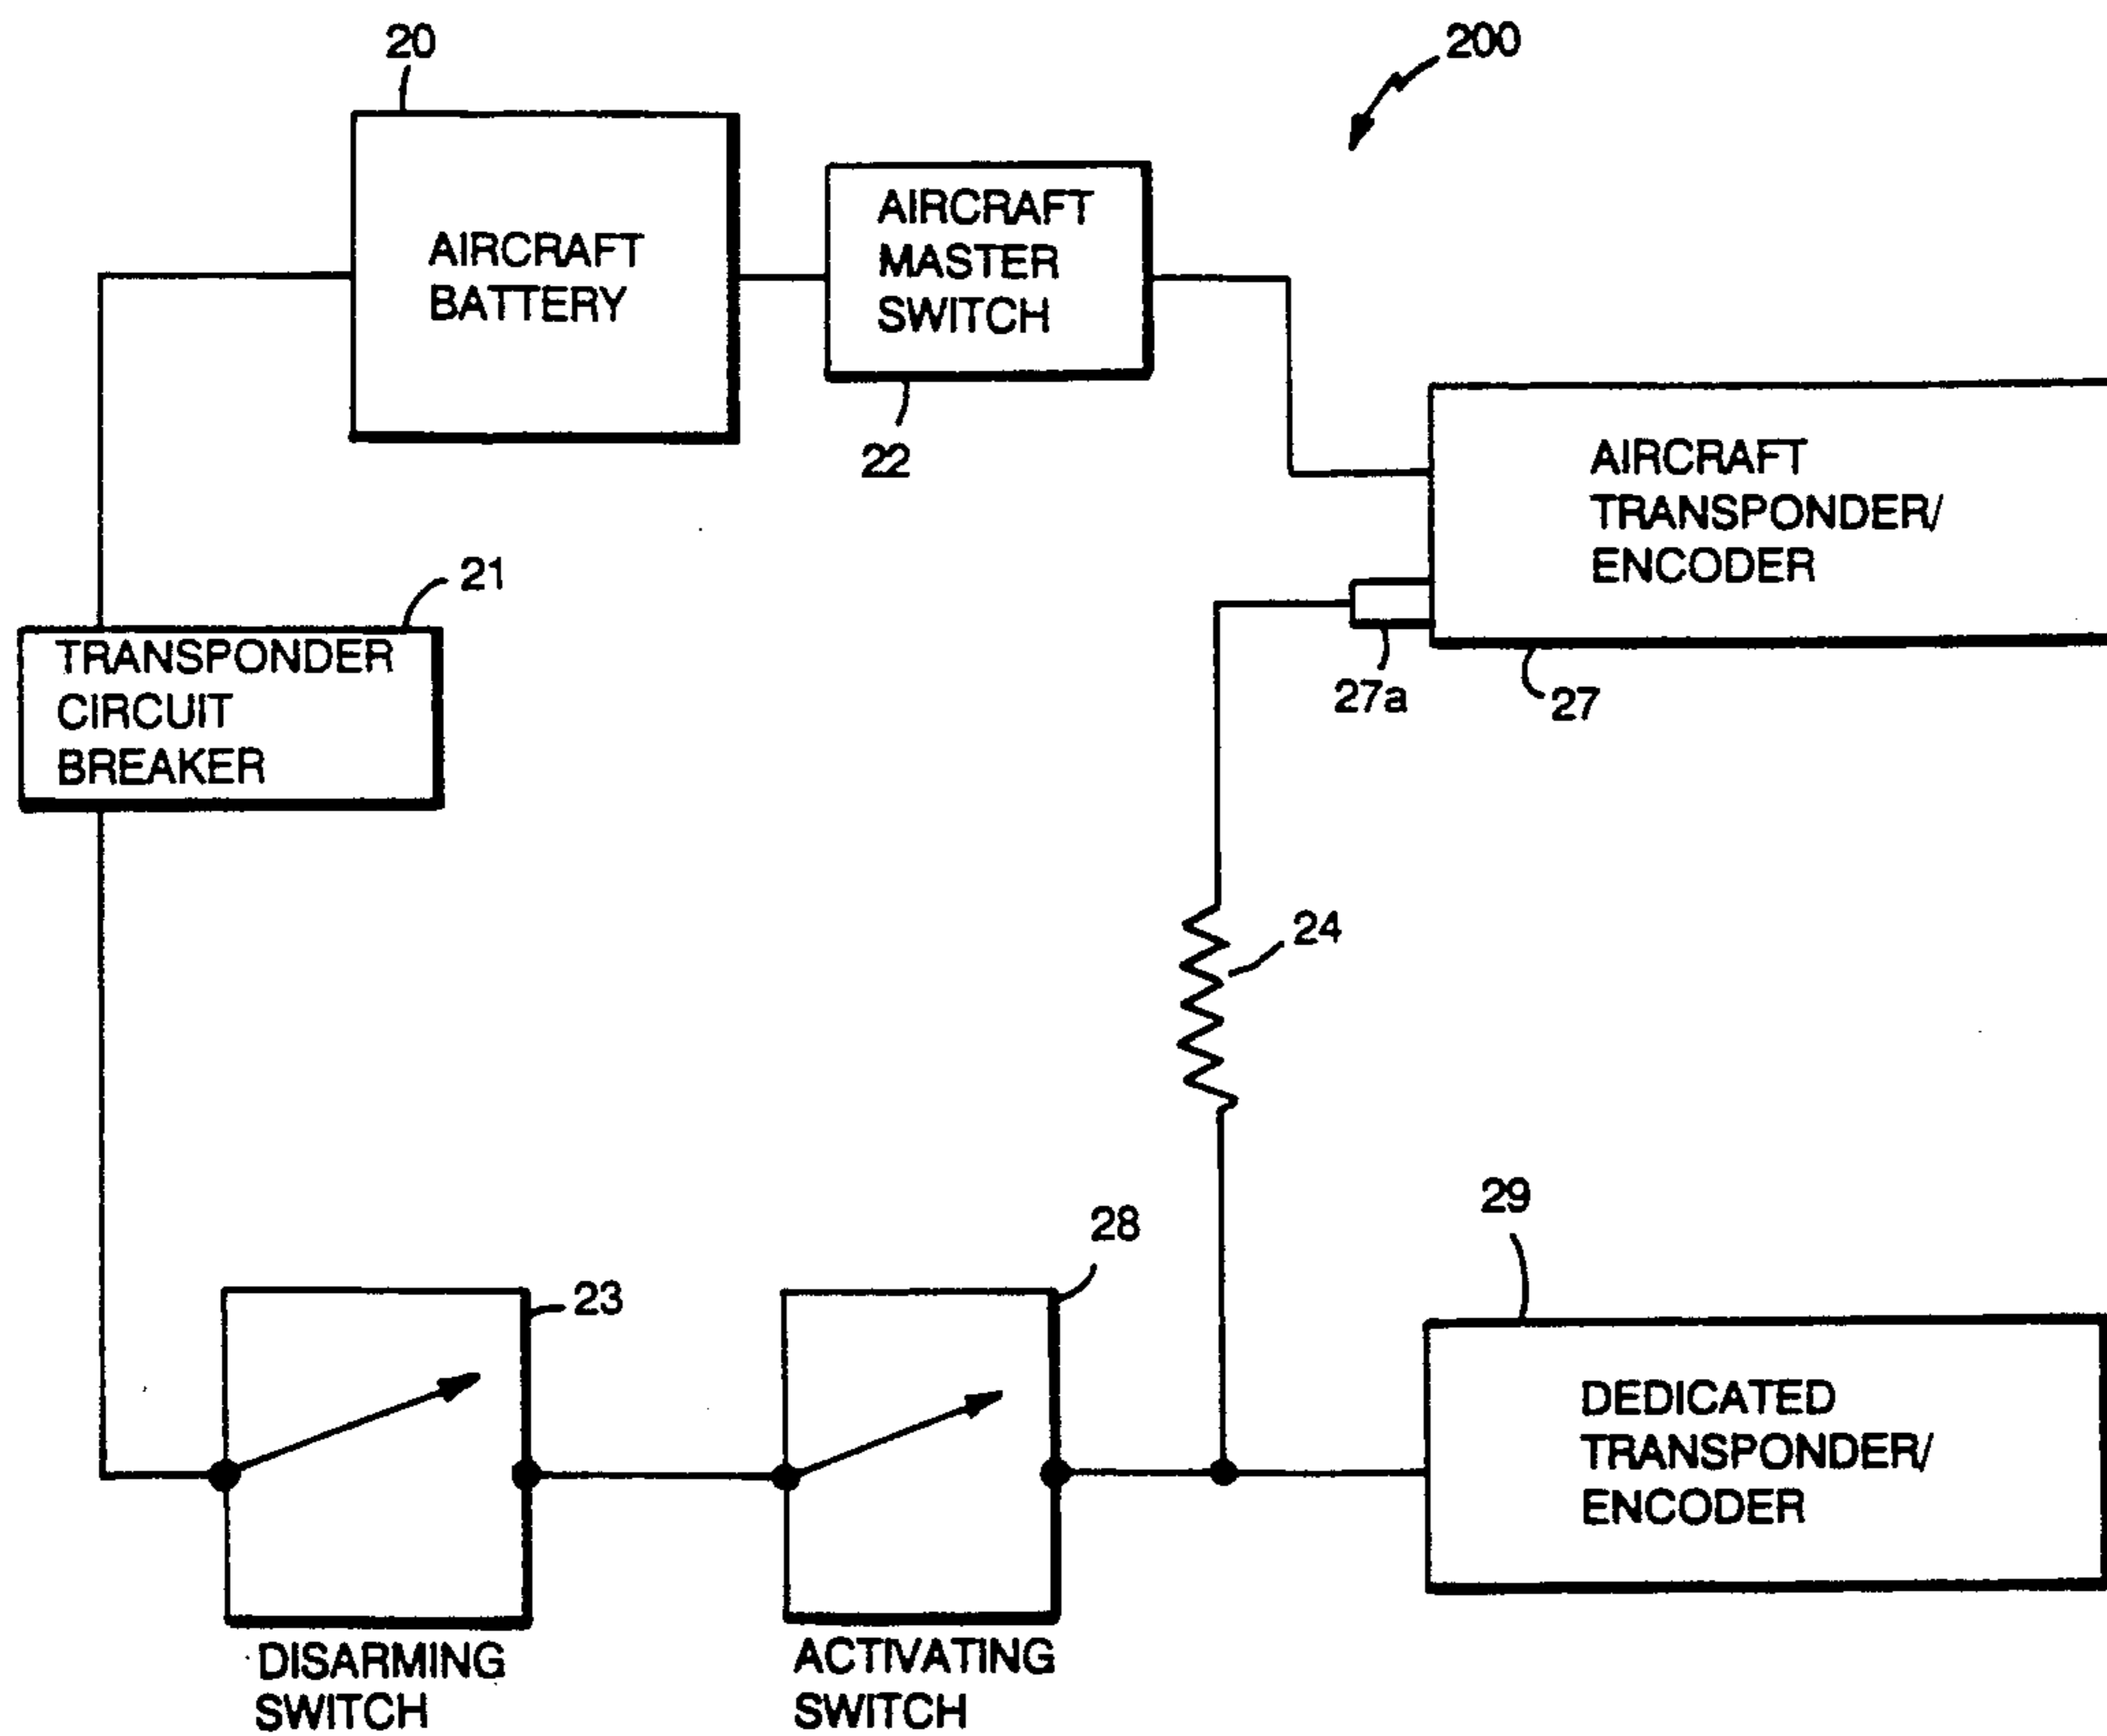 20
200
AIRCRAFT
BATTERY
AIRCRAFT
MASTER
SWITCH
22
AIRCRAFT
TRANSPONDER/
ENCODER
21
TRANSPONDER
CIRCUIT
BREAKER
27a
27
24
29
28
23
DEDICATED
TRANSPONDER/
ENCODER
DISARMING
SWITCH
ACTIVATING
SWITCH